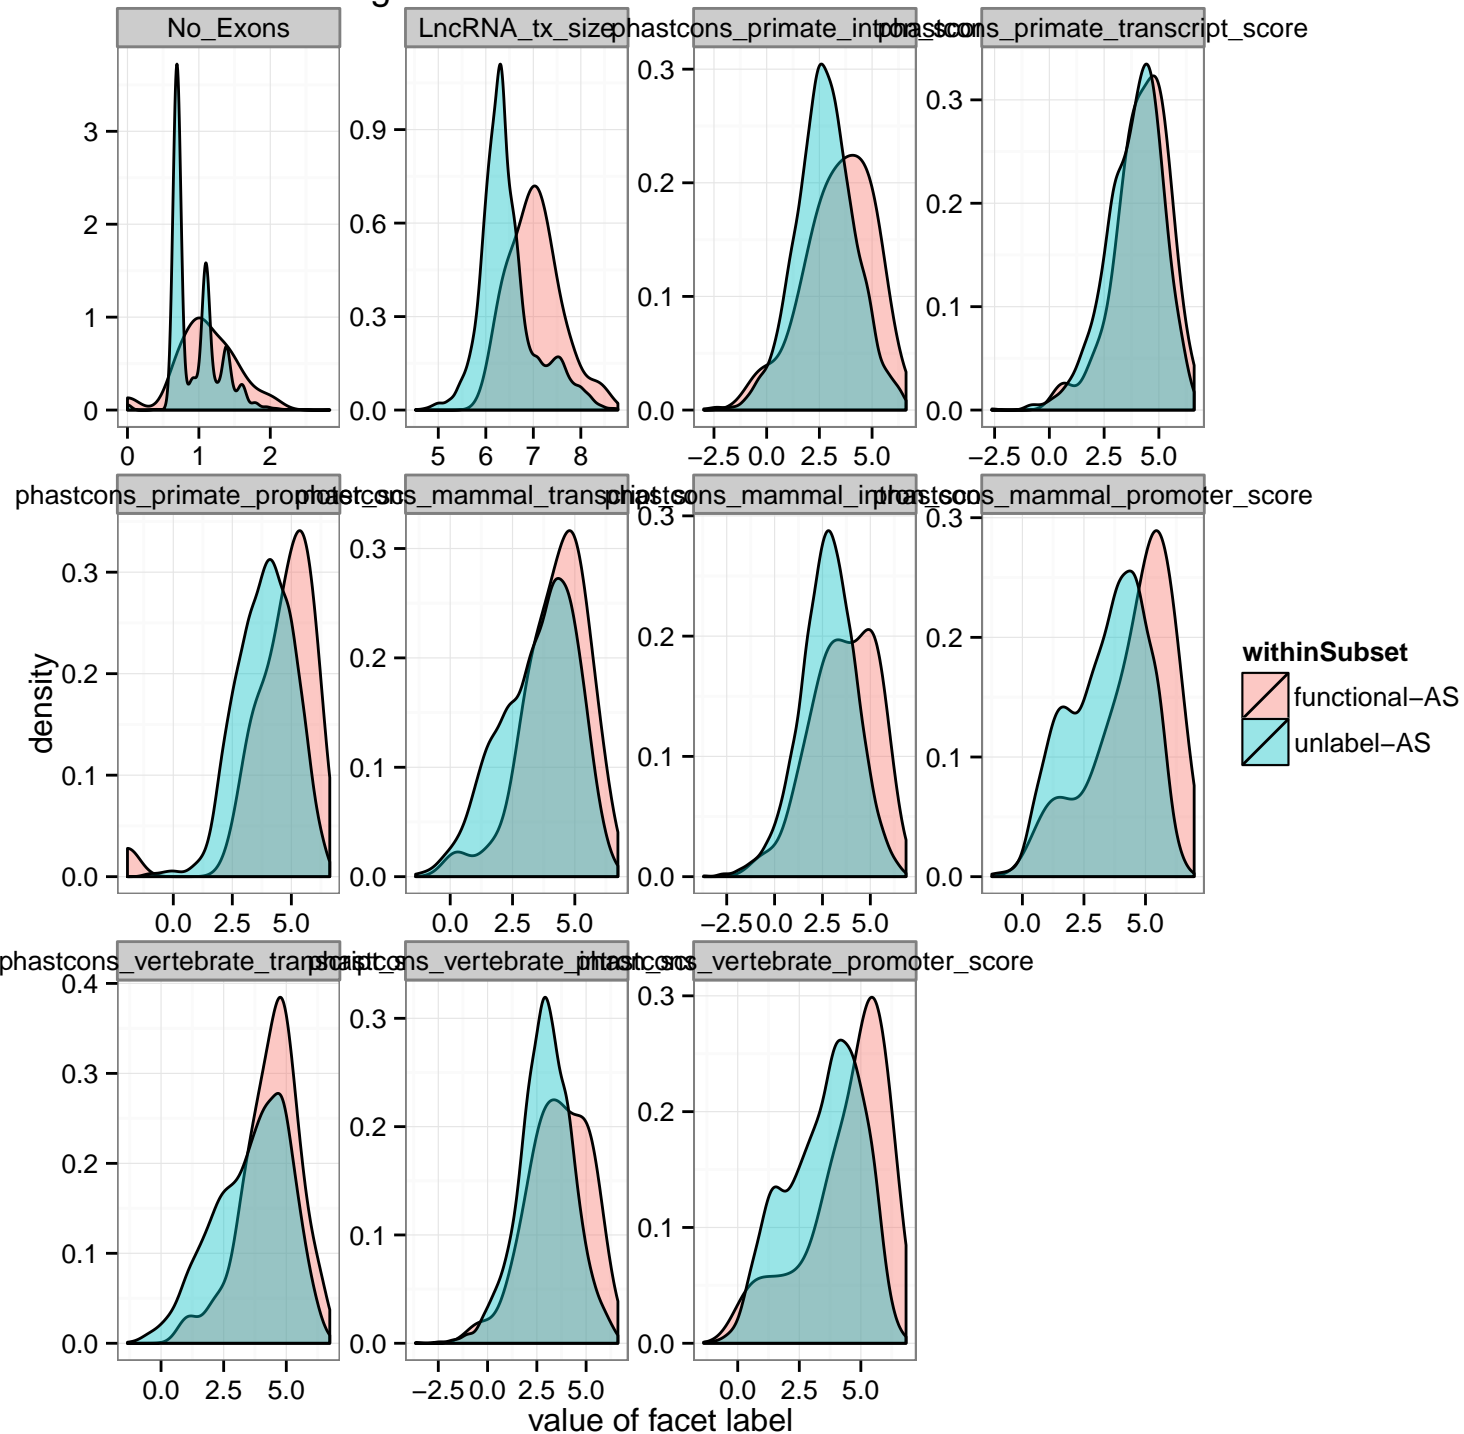 g
No_Exons
LncRNA_tx_size
phastcons_primate_intron_score
phastcons_primate_transcript_score
3
2
1
0
0 1 2
0.9
0.6
0.3
0.0
5 6 7 8
0.3
0.2
0.1
0.0
−2.5 0.0 2.5 5.0
0.3
0.2
0.1
0.0
−2.5 0.0 2.5 5.0
phastcons_primate_promoter_score
phastcons_mammal_transcript_score
phastcons_mammal_intron_score
phastcons_mammal_promoter_score
density
0.3
0.2
0.1
0.0
0.0 2.5 5.0
0.3
0.2
0.1
0.0
0.0 2.5 5.0
0.3
0.2
0.1
0.0
−2.5 0.0 2.5 5.0
0.3
0.2
0.1
0.0
0.0 2.5 5.0
withinSubset
functional−AS
unlabel−AS
phastcons_vertebrate_transcript_score
phastcons_vertebrate_intron_score
phastcons_vertebrate_promoter_score
0.4
0.3
0.2
0.1
0.0
0.0 2.5 5.0
0.3
0.2
0.1
0.0
−2.5 0.0 2.5 5.0
0.3
0.2
0.1
0.0
0.0 2.5 5.0
value of facet label